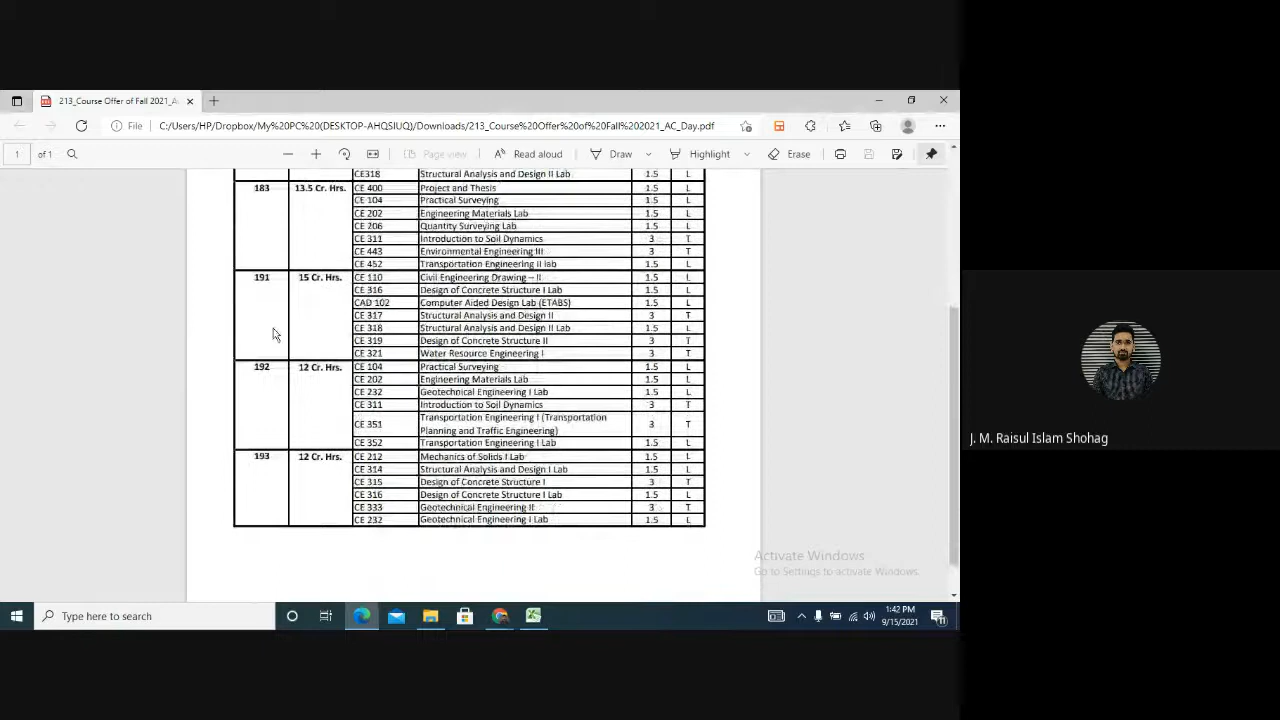 213_Course Offer of Fall 2021_A
File C:/Users/HP/Dropbox/My%20PC%20(DESKTOP-AHQSIUQ)/Downloads/213_Course%20Offer%20of%20Fall%202021_AC_Day.pdf
1 of 1 Page view Read aloud Draw Highlight Erase
CE318 Structural Analysis and Design II Lab 1.5 L
183 13.5 Cr. Hrs. CE 400 Project and Thesis 1.5 L
CE 104 Practical Surveying 1.5 L
CE 202 Engineering Materials Lab 1.5 L
CE 206 Quantity Surveying Lab 1.5 L
CE 311 Introduction to Soil Dynamics 3 T
CE 443 Environmental Engineering III 3 T
CE 452 Transportation Engineering II lab 1.5 L
191 15 Cr. Hrs. CE 110 Civil Engineering Drawing – II 1.5 L
CE 316 Design of Concrete Structure I Lab 1.5 L
CAD 102 Computer Aided Design Lab (ETABS) 1.5 L
CE 317 Structural Analysis and Design II 3 T
CE 318 Structural Analysis and Design II Lab 1.5 L
CE 319 Design of Concrete Structure II 3 T
CE 321 Water Resource Engineering I 3 T
192 12 Cr. Hrs. CE 104 Practical Surveying 1.5 L
CE 202 Engineering Materials Lab 1.5 L
CE 232 Geotechnical Engineering I Lab 1.5 L
CE 311 Introduction to Soil Dynamics 3 T
CE 351 Transportation Engineering I (Transportation Planning and Traffic Engineering) 3 T
CE 352 Transportation Engineering I Lab 1.5 L
193 12 Cr. Hrs. CE 212 Mechanics of Solids I Lab 1.5 L
CE 314 Structural Analysis and Design I Lab 1.5 L
CE 315 Design of Concrete Structure I 3 T
CE 316 Design of Concrete Structure I Lab 1.5 L
CE 333 Geotechnical Engineering II 3 T
CE 232 Geotechnical Engineering I Lab 1.5 L
Activate Windows
Go to Settings to activate Windows.
Type here to search
1:42 PM
9/15/2021
J. M. Raisul Islam Shohag